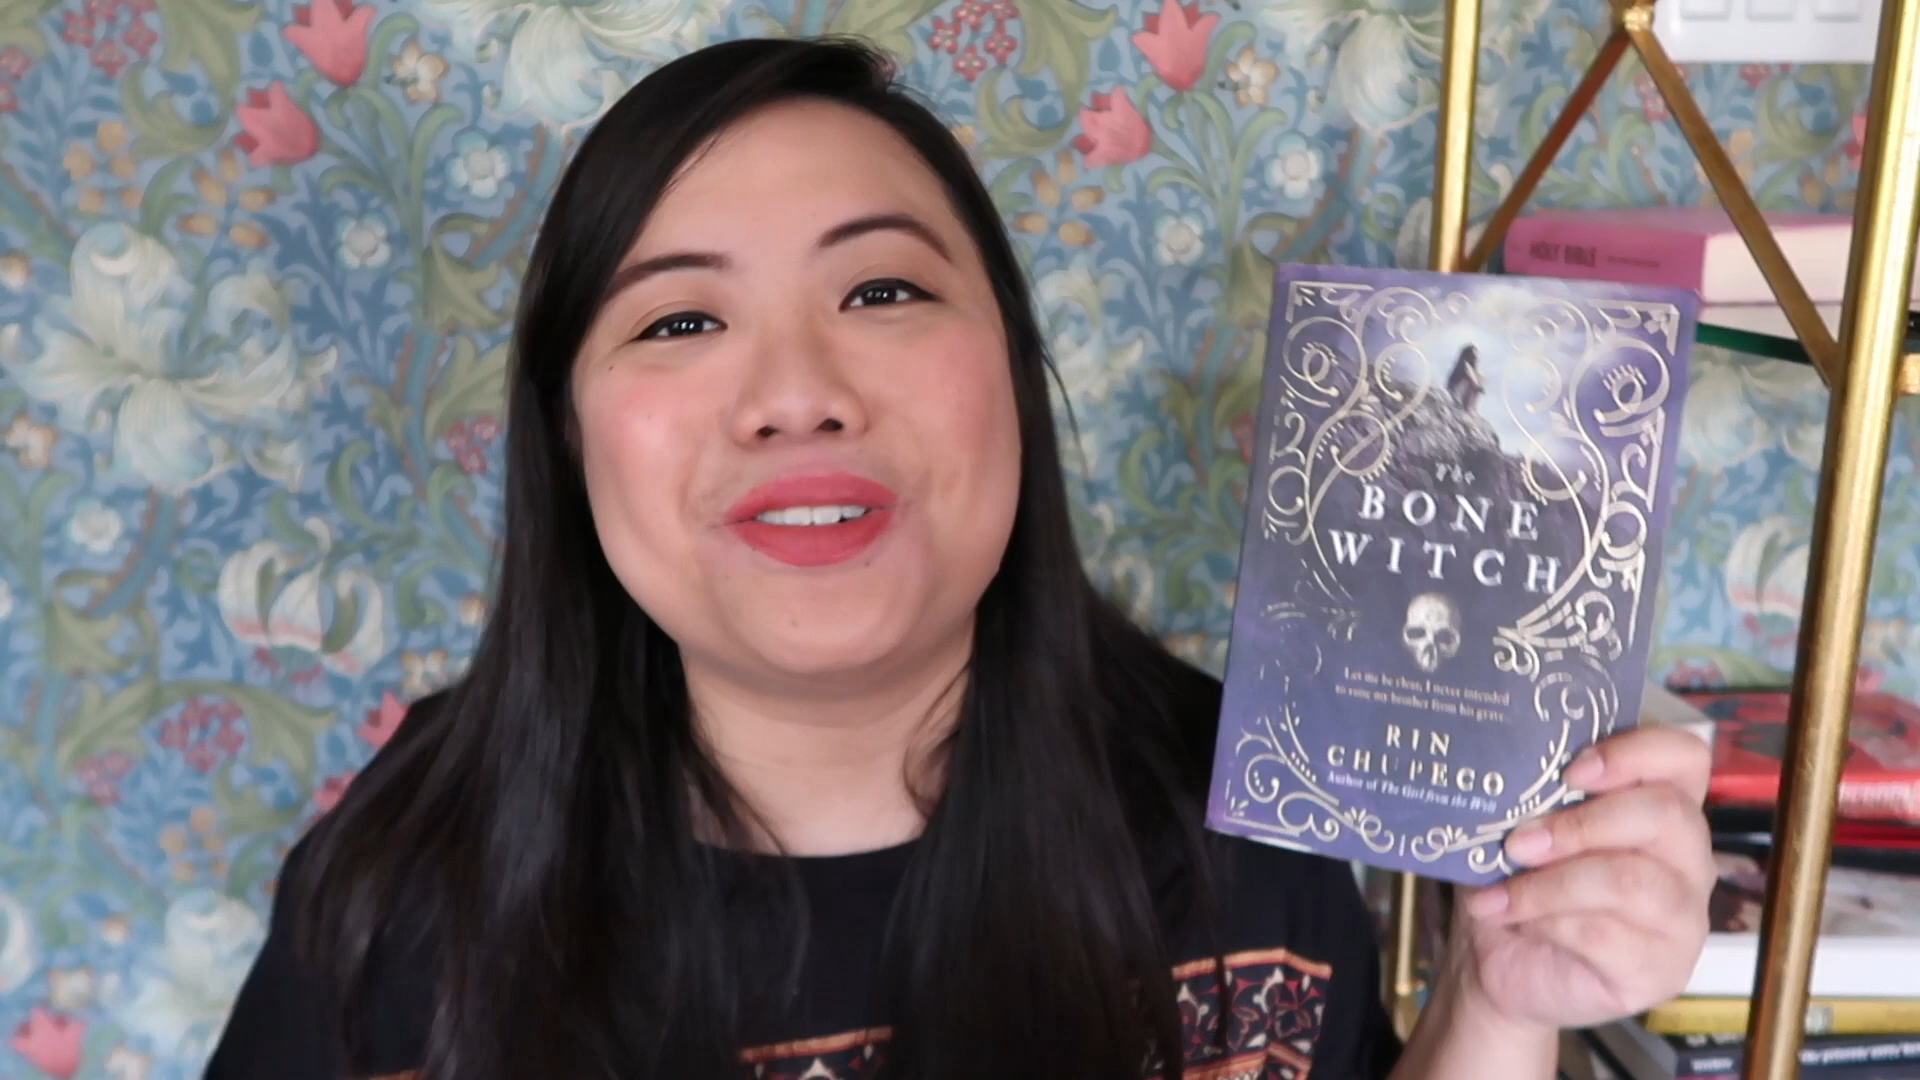 The
BONE
WITCH
Let me be clear, I never intended
to raise my brother from his grave.
RIN
CHUPECO
Author of The Girl from the Well
HOLY BIBLE